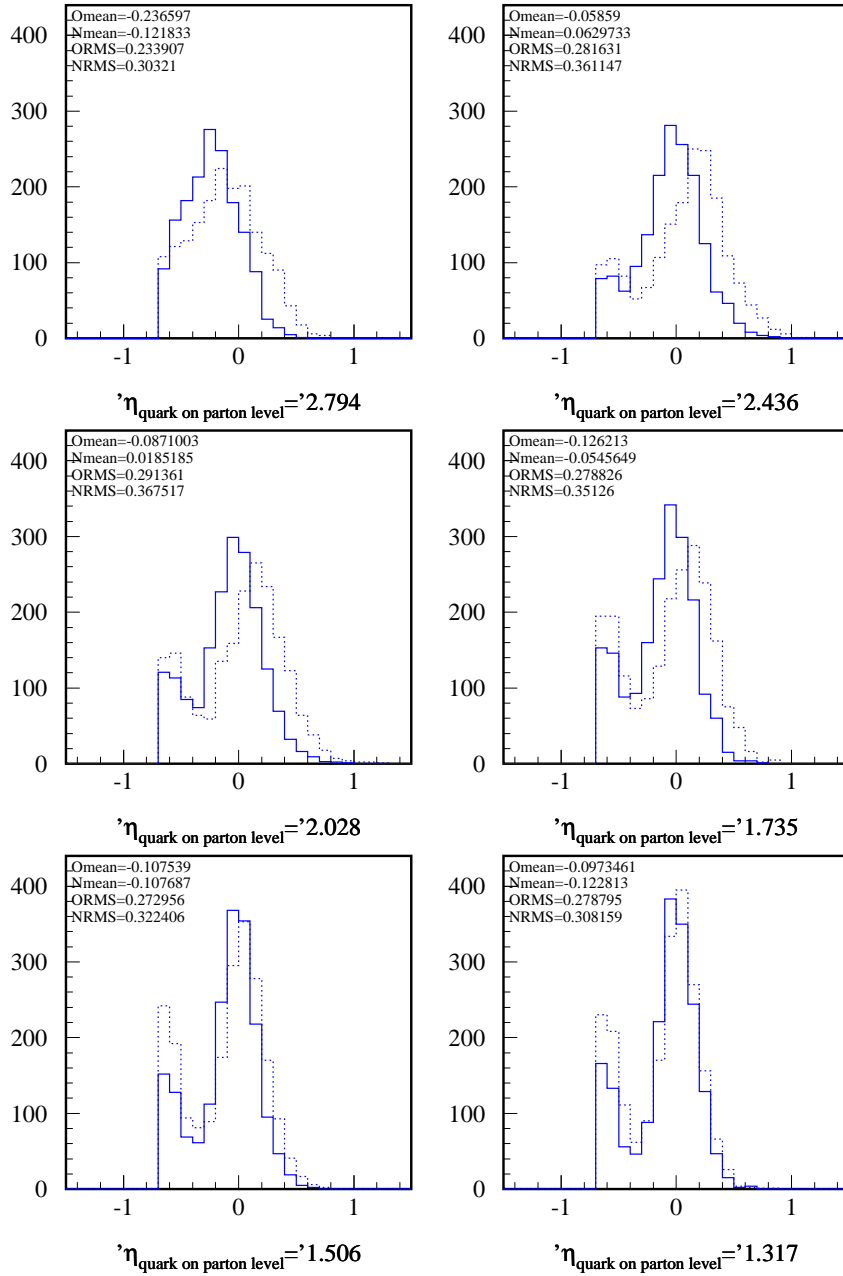 Omean=-0.236597
Nmean=-0.121833
ORMS=0.233907
NRMS=0.30321
400
300
200
100
0
-1 0 1
'η quark on parton level='2.794
Omean=-0.05859
Nmean=0.0629733
ORMS=0.281631
NRMS=0.361147
400
300
200
100
0
-1 0 1
'η quark on parton level='2.436
Omean=-0.0871003
Nmean=0.0185185
ORMS=0.291361
NRMS=0.367517
400
300
200
100
0
-1 0 1
'η quark on parton level='2.028
Omean=-0.126213
Nmean=-0.0545649
ORMS=0.278826
NRMS=0.35126
400
300
200
100
0
-1 0 1
'η quark on parton level='1.735
Omean=-0.107539
Nmean=-0.107687
ORMS=0.272956
NRMS=0.322406
400
300
200
100
0
-1 0 1
'η quark on parton level='1.506
Omean=-0.0973461
Nmean=-0.122813
ORMS=0.278795
NRMS=0.308159
400
300
200
100
0
-1 0 1
'η quark on parton level='1.317